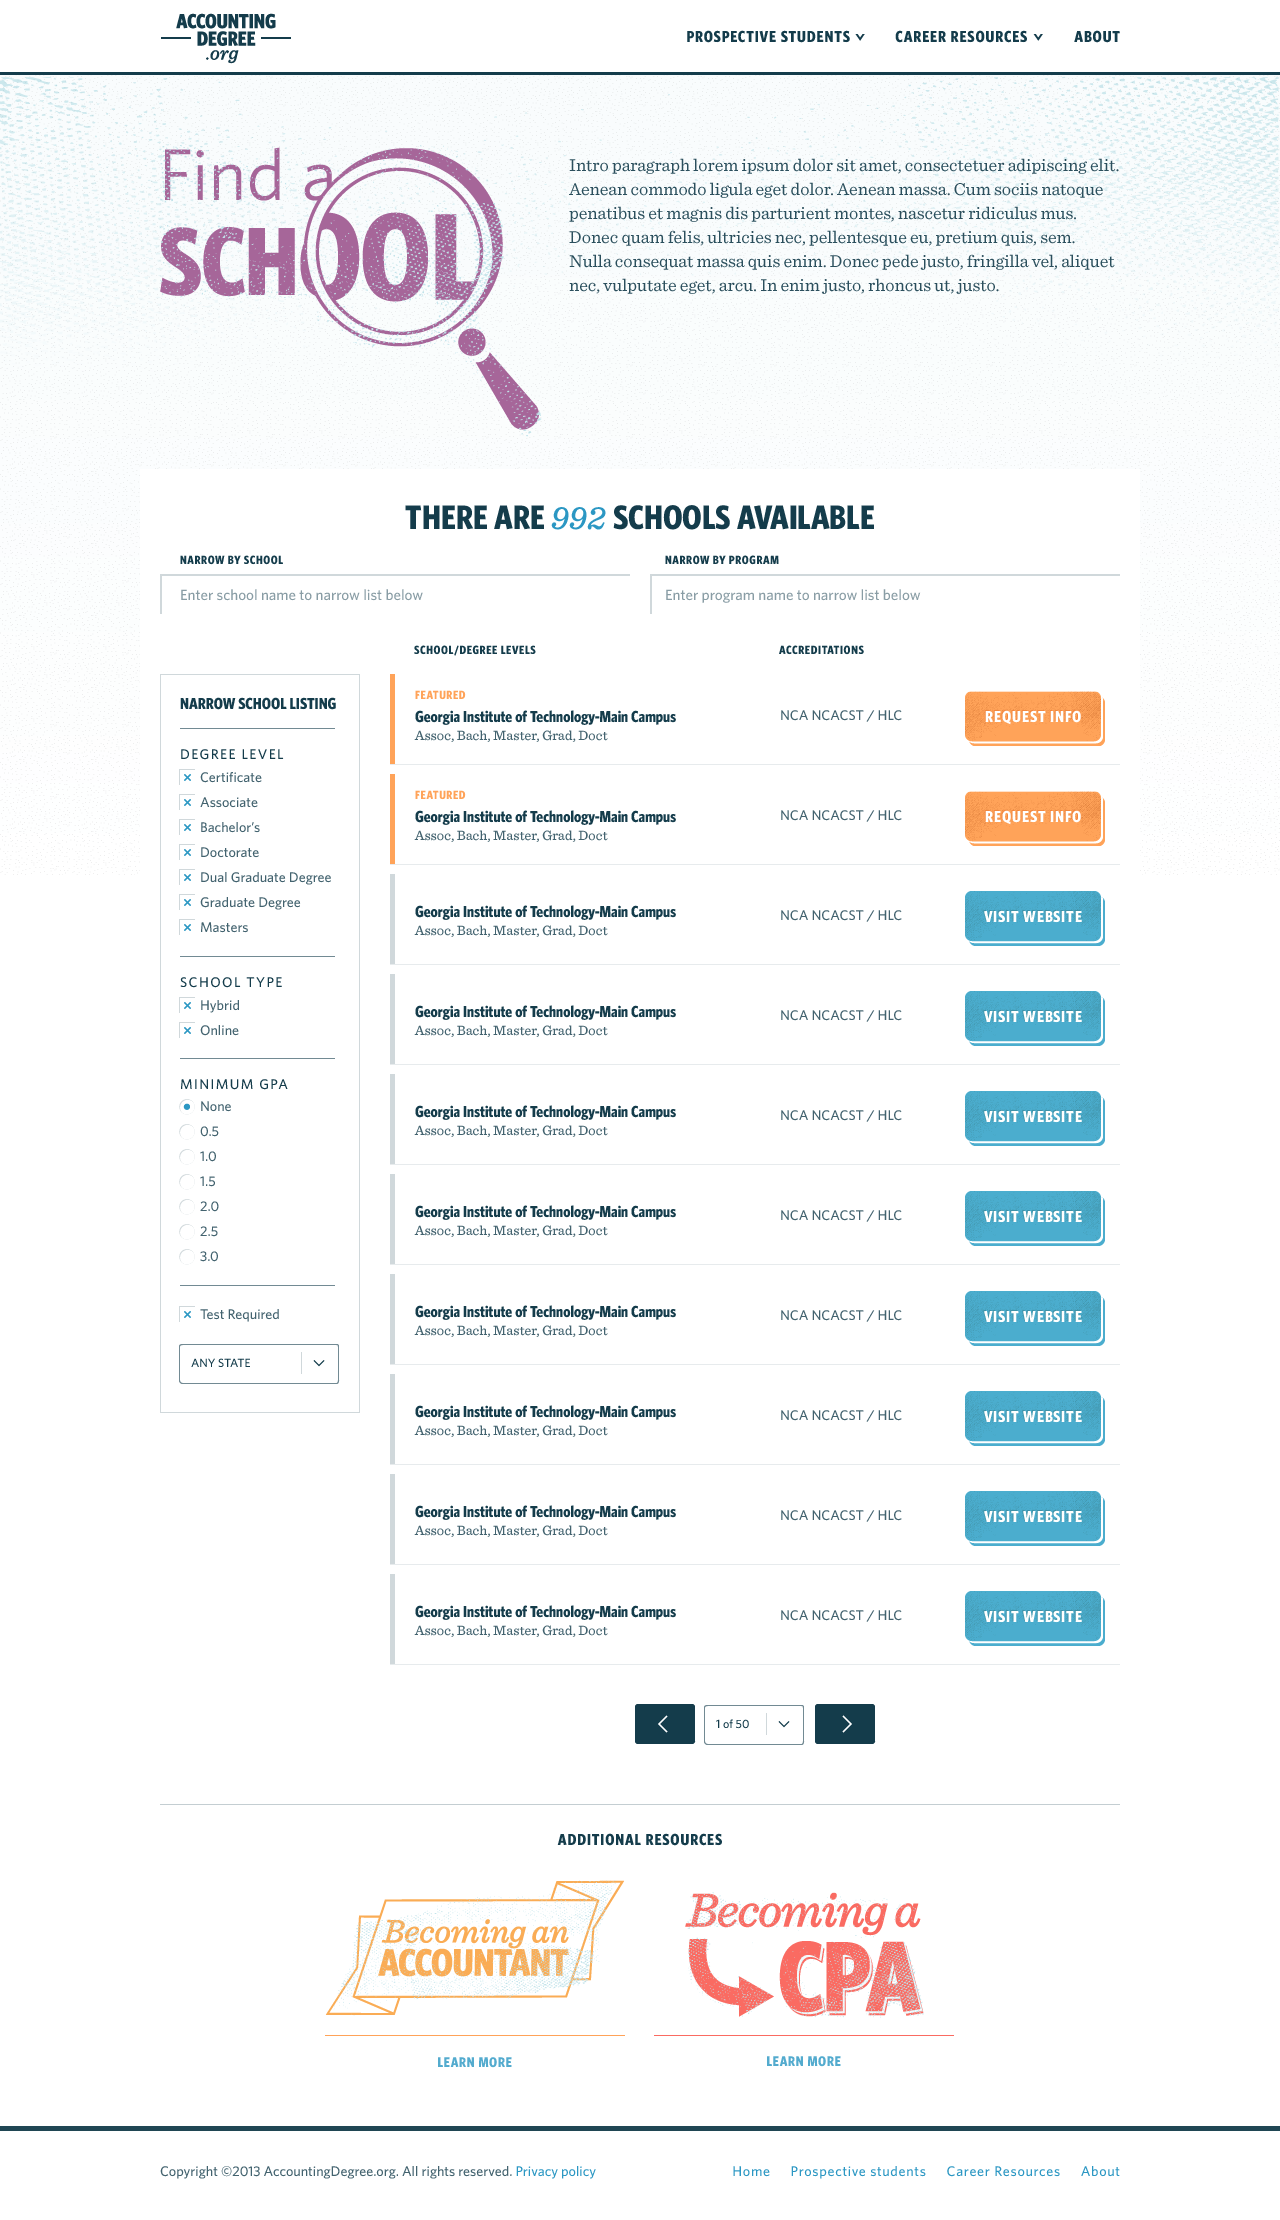 ACCOUNTING
DEGREE
.org
PROSPECTIVE STUDENTS
CAREER RESOURCES
ABOUT
Find a
SCHOOL
Intro paragraph lorem ipsum dolor sit amet, consectetuer adipiscing elit.
Aenean commodo ligula eget dolor. Aenean massa. Cum sociis natoque
penatibus et magnis dis parturient montes, nascetur ridiculus mus.
Donec quam felis, ultricies nec, pellentesque eu, pretium quis, sem.
Nulla consequat massa quis enim. Donec pede justo, fringilla vel, aliquet
nec, vulputate eget, arcu. In enim justo, rhoncus ut, justo.
THERE ARE 992 SCHOOLS AVAILABLE
NARROW BY SCHOOL
Enter school name to narrow list below
NARROW BY PROGRAM
Enter program name to narrow list below
NARROW SCHOOL LISTING
DEGREE LEVEL
Certificate
Associate
Bachelor's
Doctorate
Dual Graduate Degree
Graduate Degree
Masters
SCHOOL TYPE
Hybrid
Online
MINIMUM GPA
None
0.5
1.0
1.5
2.0
2.5
3.0
Test Required
ANY STATE
SCHOOL/DEGREE LEVELS
ACCREDITATIONS
FEATURED
Georgia Institute of Technology-Main Campus
Assoc, Bach, Master, Grad, Doct
NCA NCACST / HLC
REQUEST INFO
FEATURED
Georgia Institute of Technology-Main Campus
Assoc, Bach, Master, Grad, Doct
NCA NCACST / HLC
REQUEST INFO
Georgia Institute of Technology-Main Campus
Assoc, Bach, Master, Grad, Doct
NCA NCACST / HLC
VISIT WEBSITE
Georgia Institute of Technology-Main Campus
Assoc, Bach, Master, Grad, Doct
NCA NCACST / HLC
VISIT WEBSITE
Georgia Institute of Technology-Main Campus
Assoc, Bach, Master, Grad, Doct
NCA NCACST / HLC
VISIT WEBSITE
Georgia Institute of Technology-Main Campus
Assoc, Bach, Master, Grad, Doct
NCA NCACST / HLC
VISIT WEBSITE
Georgia Institute of Technology-Main Campus
Assoc, Bach, Master, Grad, Doct
NCA NCACST / HLC
VISIT WEBSITE
Georgia Institute of Technology-Main Campus
Assoc, Bach, Master, Grad, Doct
NCA NCACST / HLC
VISIT WEBSITE
Georgia Institute of Technology-Main Campus
Assoc, Bach, Master, Grad, Doct
NCA NCACST / HLC
VISIT WEBSITE
Georgia Institute of Technology-Main Campus
Assoc, Bach, Master, Grad, Doct
NCA NCACST / HLC
VISIT WEBSITE
1 of 50
ADDITIONAL RESOURCES
Becoming an
ACCOUNTANT
LEARN MORE
Becoming a
CPA
LEARN MORE
Copyright ©2013 AccountingDegree.org. All rights reserved. Privacy policy
Home
Prospective students
Career Resources
About